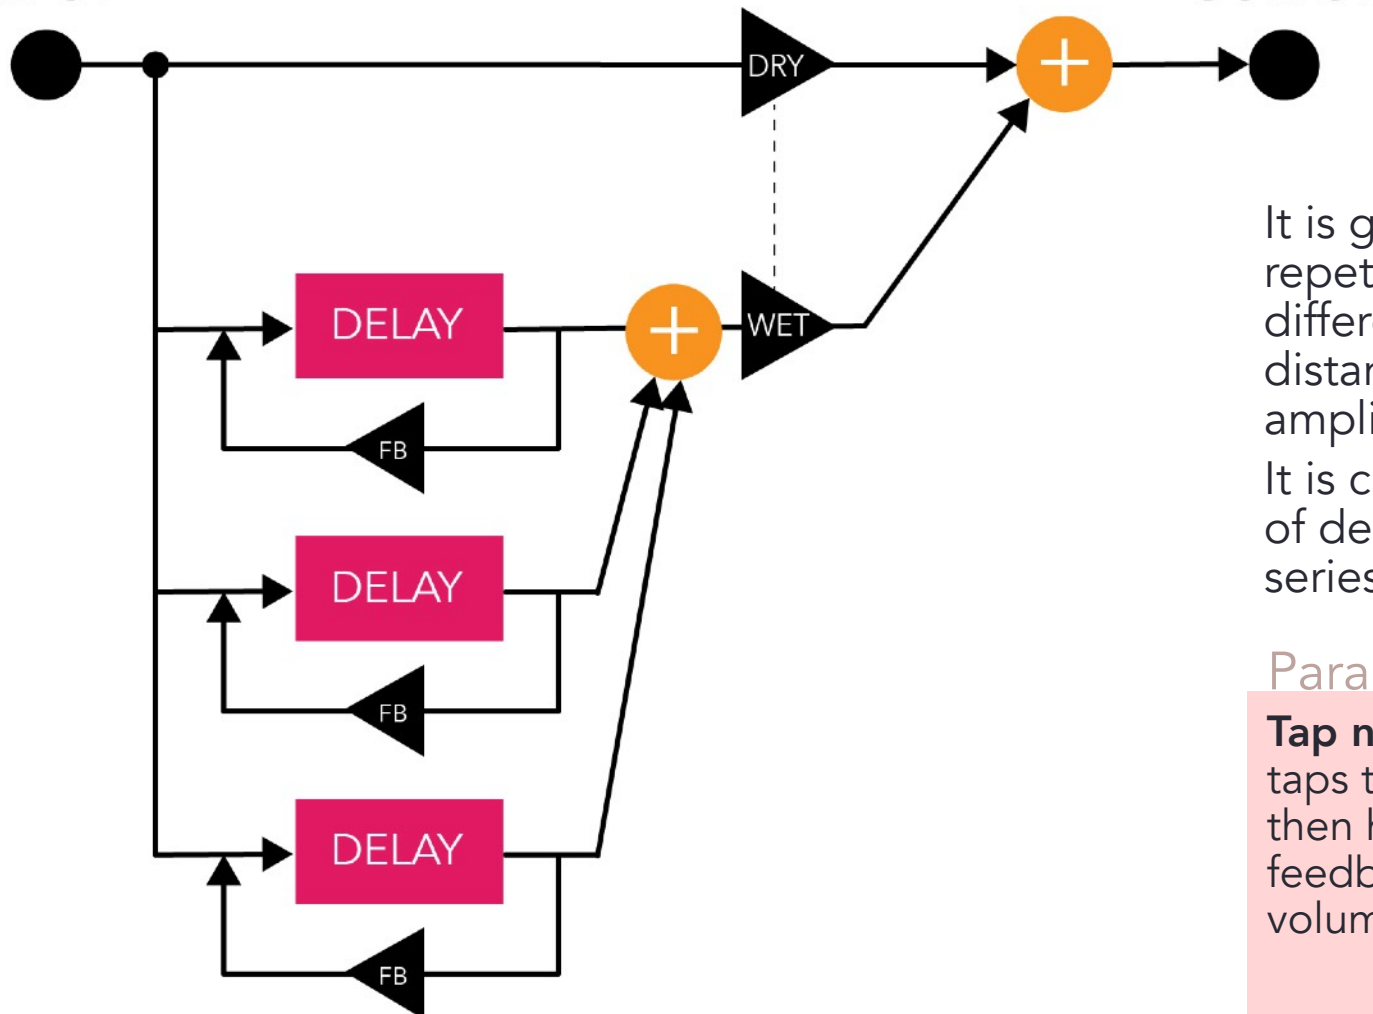 DRY
+
DELAY
+
WET
FB
DELAY
FB
DELAY
FB
It is g
repet
differ
distar
ampli
It is c
of de
series
Para
Tap n
taps t
then h
feedb
volum